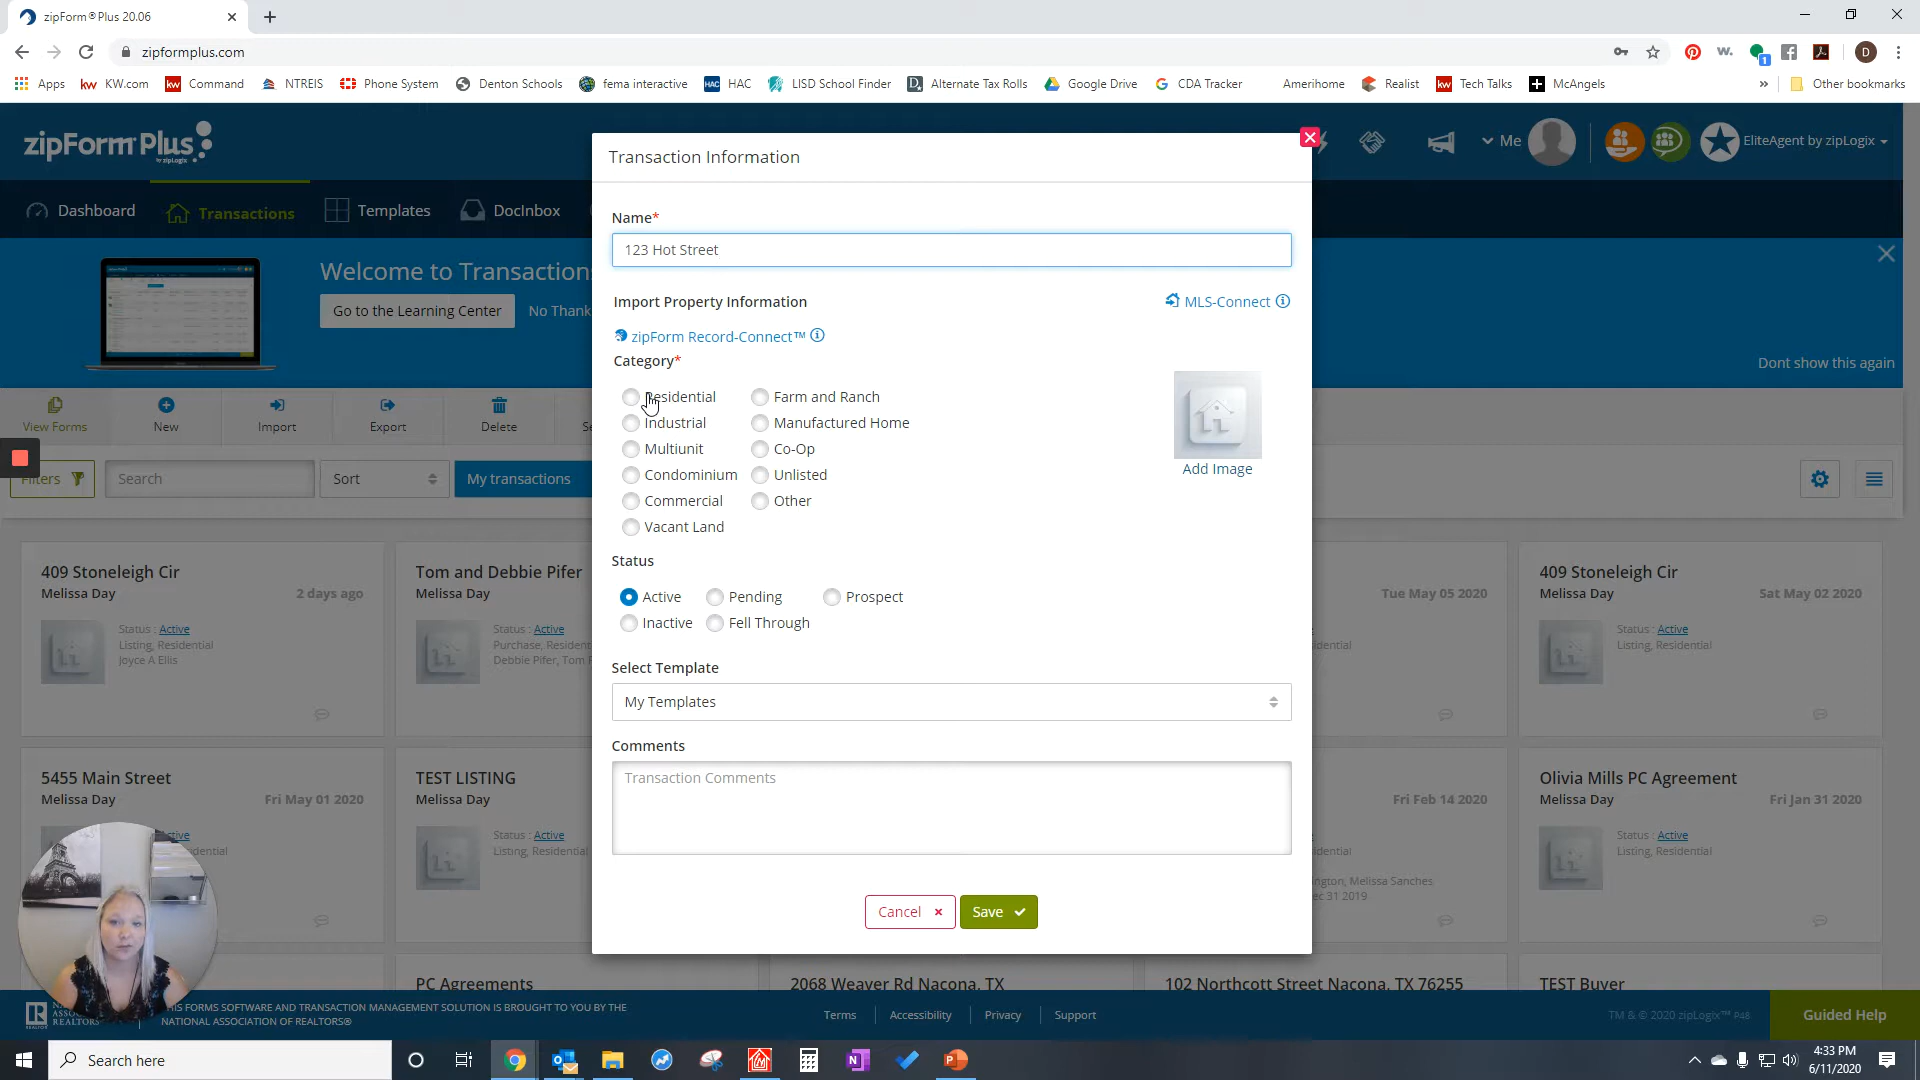 zipForm®Plus 20.06
zipformplus.com
Apps KW.com Command NTREIS Phone System Denton Schools fema interactive HAC LISD School Finder Alternate Tax Rolls Google Drive CDA Tracker Amerihome Realist Tech Talks McAngels » Other bookmarks
zipForm Plus
by zipLogix
Me
EliteAgent by zipLogix
Dashboard Transactions Templates DocInbox
Welcome to Transaction
Go to the Learning Center No Thank
Dont show this again
View Forms New Import Export Delete
Filters Search Sort My transactions
Transaction Information
Name*
123 Hot Street
Import Property Information MLS-Connect
zipForm Record-Connect™
Category*
Residential Farm and Ranch
Industrial Manufactured Home
Multiunit Co-Op
Condominium Unlisted
Commercial Other
Vacant Land
Add Image
Status
Active Pending Prospect
Inactive Fell Through
Select Template
My Templates
Comments
Transaction Comments
Cancel Save
409 Stoneleigh Cir
Melissa Day 2 days ago
Status : Active
Listing, Residential
Joyce A Ellis
Tom and Debbie Pifer
Melissa Day
Status : Active
Purchase, Residen
Debbie Pifer, Tom F
Tue May 05 2020
409 Stoneleigh Cir
Melissa Day Sat May 02 2020
Status : Active
Listing, Residential
5455 Main Street
Melissa Day Fri May 01 2020
TEST LISTING
Melissa Day
Status : Active
Listing, Residential
Fri Feb 14 2020
ington, Melissa Sanches
ec 31 2019
Olivia Mills PC Agreement
Melissa Day Fri Jan 31 2020
Status : Active
Listing, Residential
PC Agreements
2068 Weaver Rd Nacona, TX
102 Northcott Street Nacona, TX 76255
TEST Buyer
THIS FORMS SOFTWARE AND TRANSACTION MANAGEMENT SOLUTION IS BROUGHT TO YOU BY THE
NATIONAL ASSOCIATION OF REALTORS®
Terms Accessibility Privacy Support
TM & © 2020 zipLogix™ P48
Guided Help
Search here
4:33 PM
6/11/2020